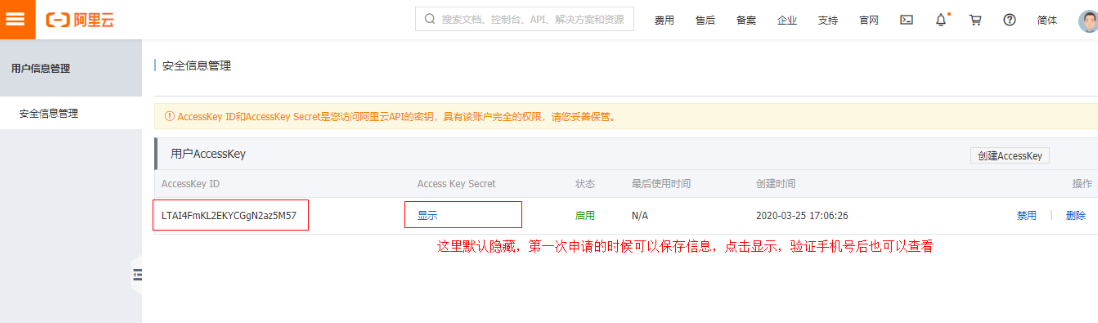 阿里云
搜索文档、控制台、API、解决方案和资源
费用 售后 备案 企业 支持 官网 简体
用户信息管理
安全信息管理
安全信息管理
AccessKey ID和AccessKey Secret是您访问阿里云API的密钥，具有该账户完全的权限，请您妥善保管。
用户AccessKey 创建AccessKey
AccessKey ID Access Key Secret 状态 最后使用时间 创建时间 操作
LTAI4FmKL2EKYCGgN2az5M57 显示 启用 N/A 2020-03-25 17:06:26 禁用 | 删除
这里默认隐藏，第一次申请的时候可以保存信息，点击显示，验证手机号后也可以查看